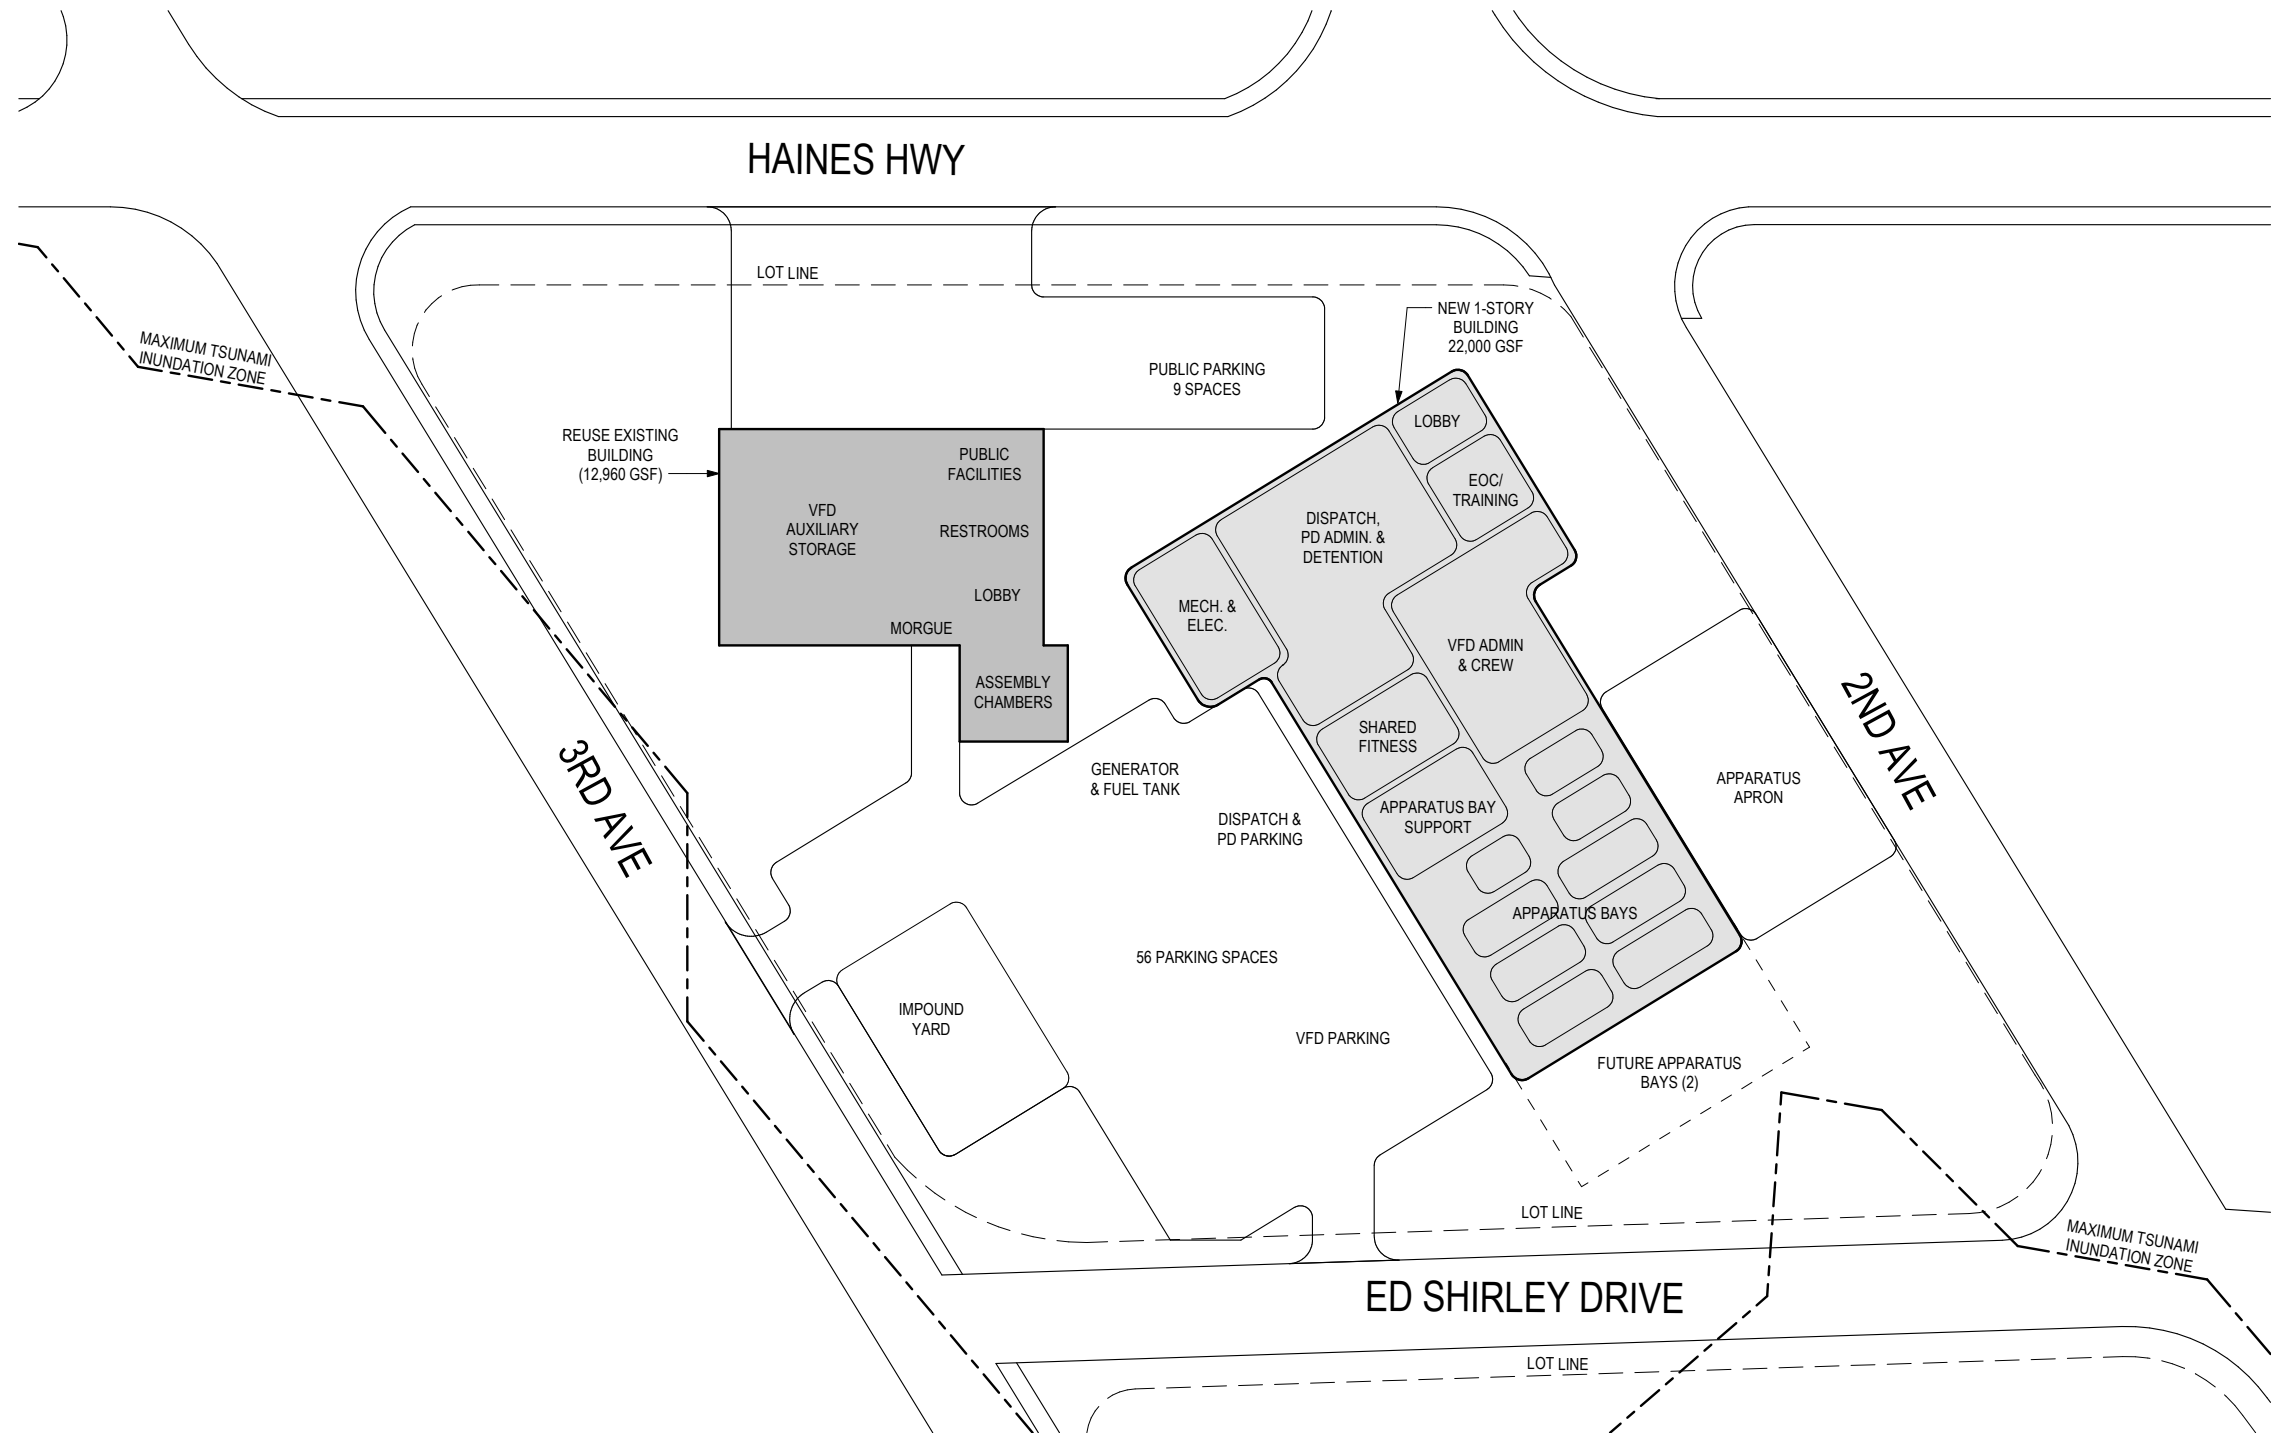 HAINES HWY
LOT LINE
NEW 1-STORY
BUILDING
22,000 GSF
MAXIMUM TSUNAMI
INUNDATION ZONE
PUBLIC PARKING
9 SPACES
REUSE EXISTING
BUILDING
(12,960 GSF)
PUBLIC
FACILITIES
VFD
AUXILIARY
STORAGE
RESTROOMS
LOBBY
MORGUE
ASSEMBLY
CHAMBERS
LOBBY
EOC/
TRAINING
DISPATCH,
PD ADMIN. &
DETENTION
MECH. &
ELEC.
VFD ADMIN
& CREW
SHARED
FITNESS
APPARATUS BAY
SUPPORT
APPARATUS BAYS
APPARATUS
APRON
2ND AVE
3RD AVE
GENERATOR
& FUEL TANK
DISPATCH &
PD PARKING
56 PARKING SPACES
IMPOUND
YARD
VFD PARKING
FUTURE APPARATUS
BAYS (2)
LOT LINE
MAXIMUM TSUNAMI
INUNDATION ZONE
ED SHIRLEY DRIVE
LOT LINE